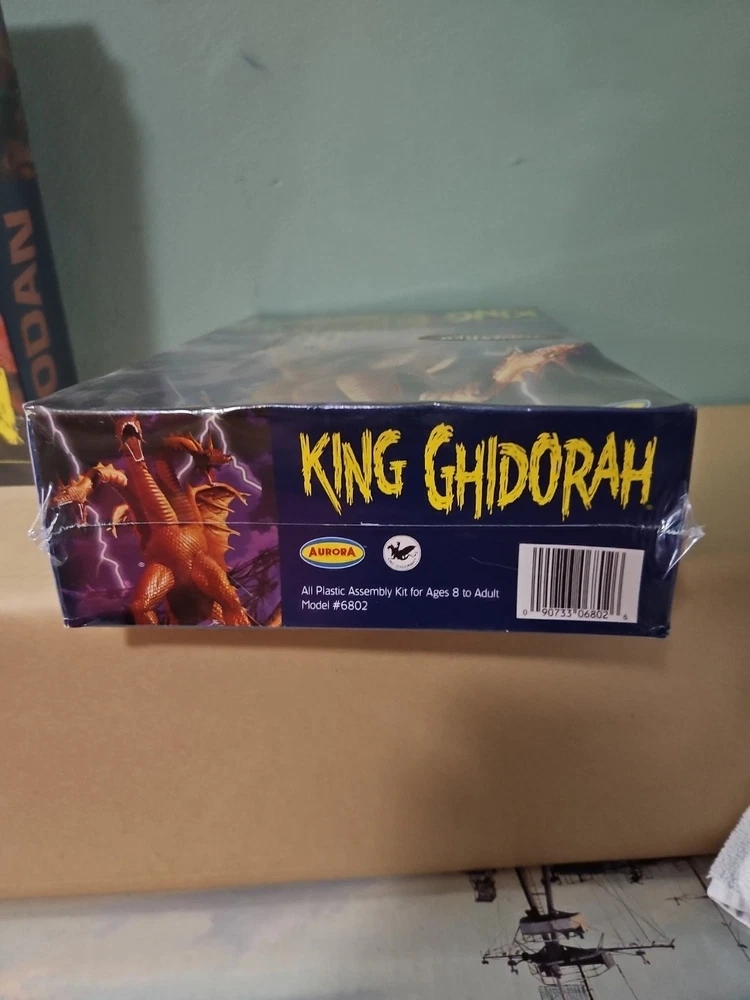 ODAN
KING GHIDORAH
AURORA
All Plastic Assembly Kit for Ages 8 to Adult
Model #6802
0 90733 06802 6